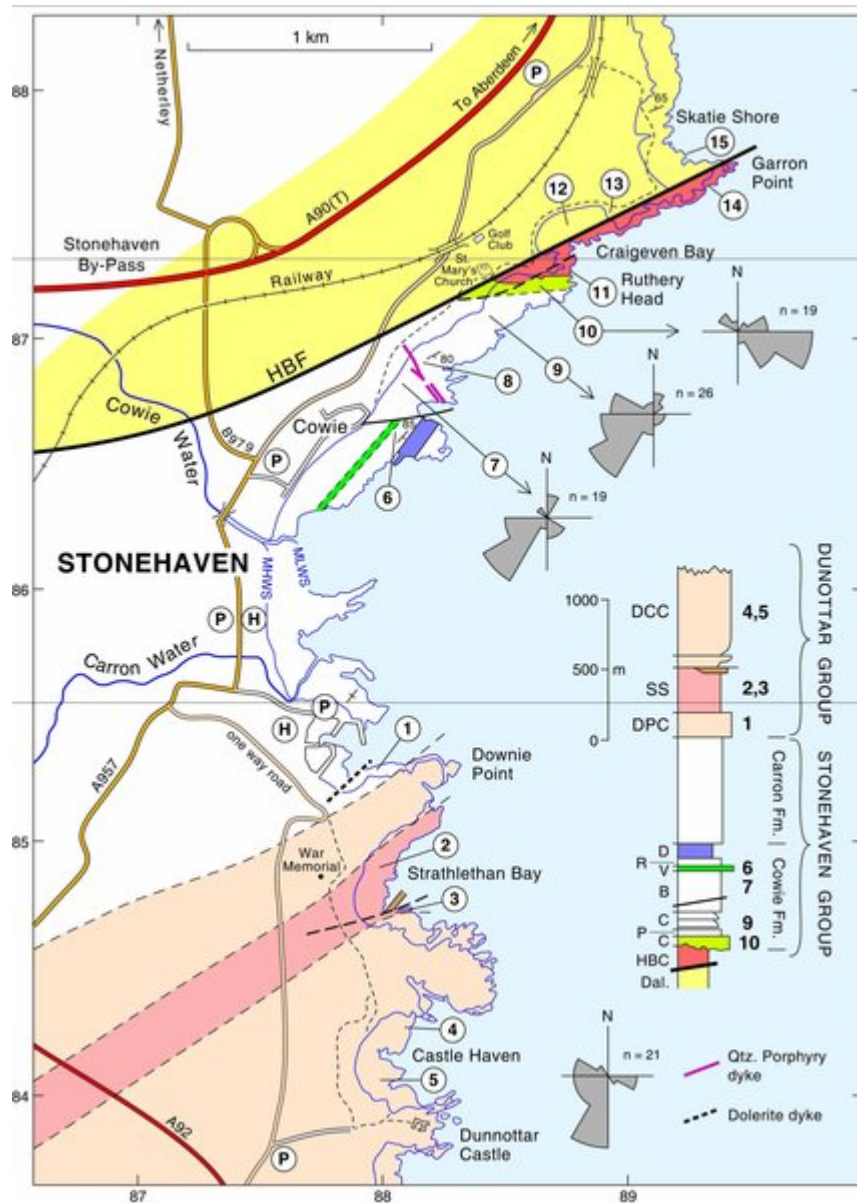 1 km
Netherley
To Aberdeen
P
88
65
Skatie Shore
15
Garron
Point
14
A90(T)
12
13
Stonehaven
By-Pass
Golf
Club
Railway
St.
Mary's
Church
Craigeven Bay
Ruthery
Head
11
10
N
n = 19
87
HBF
80
8
9
N
n = 26
Cowie
Water
Cowie
85
B979
P
7
N
n = 19
6
STONEHAVEN
MHWS
MLWS
86
P
H
Carron Water
P
H
1
one way road
A957
Downie
Point
85
2
War
Memorial
Strathlethan Bay
3
4
Castle Haven
5
84
A92
Dunnottar
Castle
P
87
88
89
1000
500
0
m
DCC
4,5
SS
2,3
DPC
1
DUNOTTAR GROUP
Carron Fm.
D
R
V
6
B
7
C
9
P
C
10
HBC
Dal.
Cowie Fm.
STONEHAVEN GROUP
N
n = 21
Qtz. Porphyry
dyke
Dolerite dyke